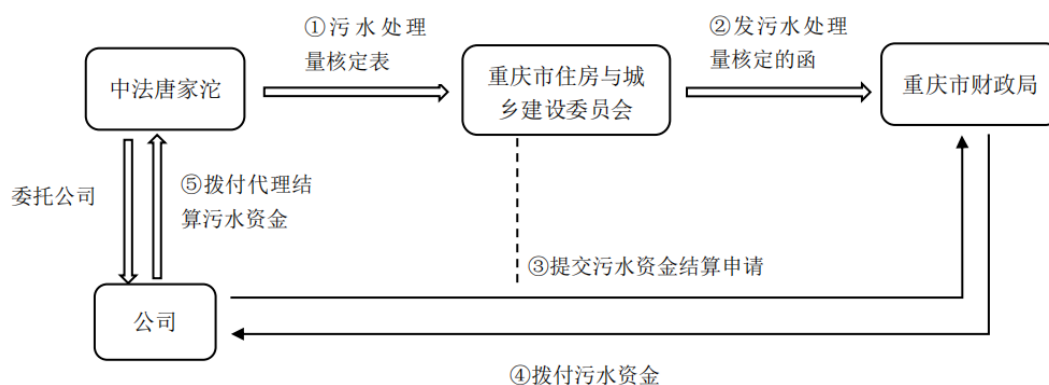 ①污水处理
量核定表
②发污水处理
量核定的函
中法唐家沱
重庆市住房与城
乡建设委员会
重庆市财政局
委托公司
⑤拨付代理结
算污水资金
③提交污水资金结算申请
公司
④拨付污水资金